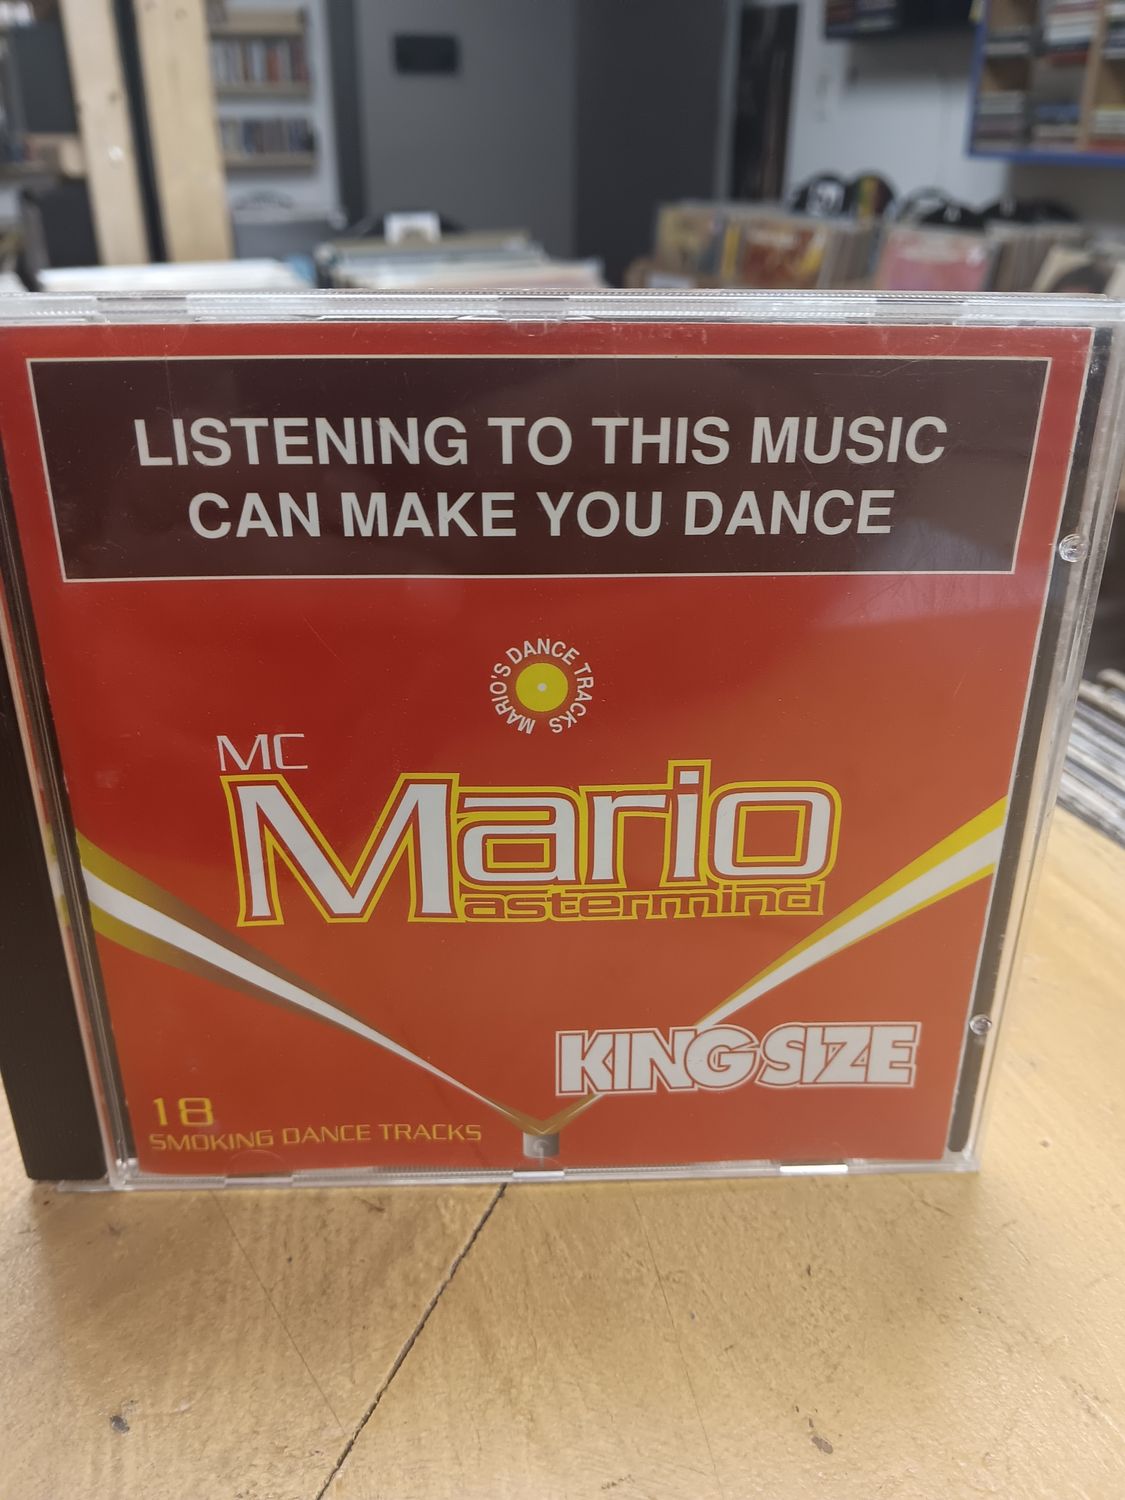 LISTENING TO THIS MUSIC
CAN MAKE YOU DANCE
MARIO'S DANCE TRACKS
MC
Mario
Mastermind
KING SIZE
18
SMOKING DANCE TRACKS